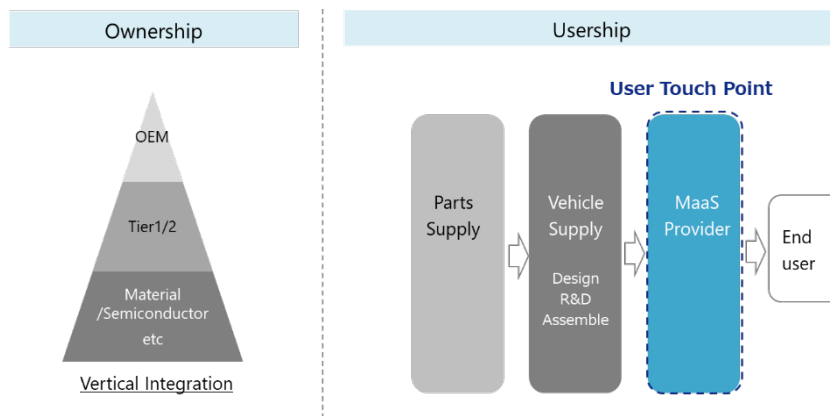 Ownership
OEM
Tier1/2
Material
/Semiconductor
etc
Vertical Integration
Usership
User Touch Point
Parts
Supply
Vehicle
Supply
Design
R&D
Assemble
MaaS
Provider
End
user